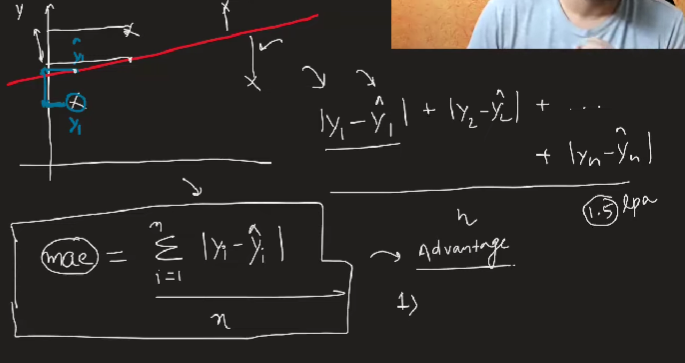 y
x
x
ŷ
x
x
y₁
|y₁ - ŷ₁| + |y₂ - ŷ₂| + ...
+ |yₙ - ŷₙ|
n
1.5 lpa
mae = n Σ i=1 |yᵢ - ŷᵢ|
n
→ Advantage
1)